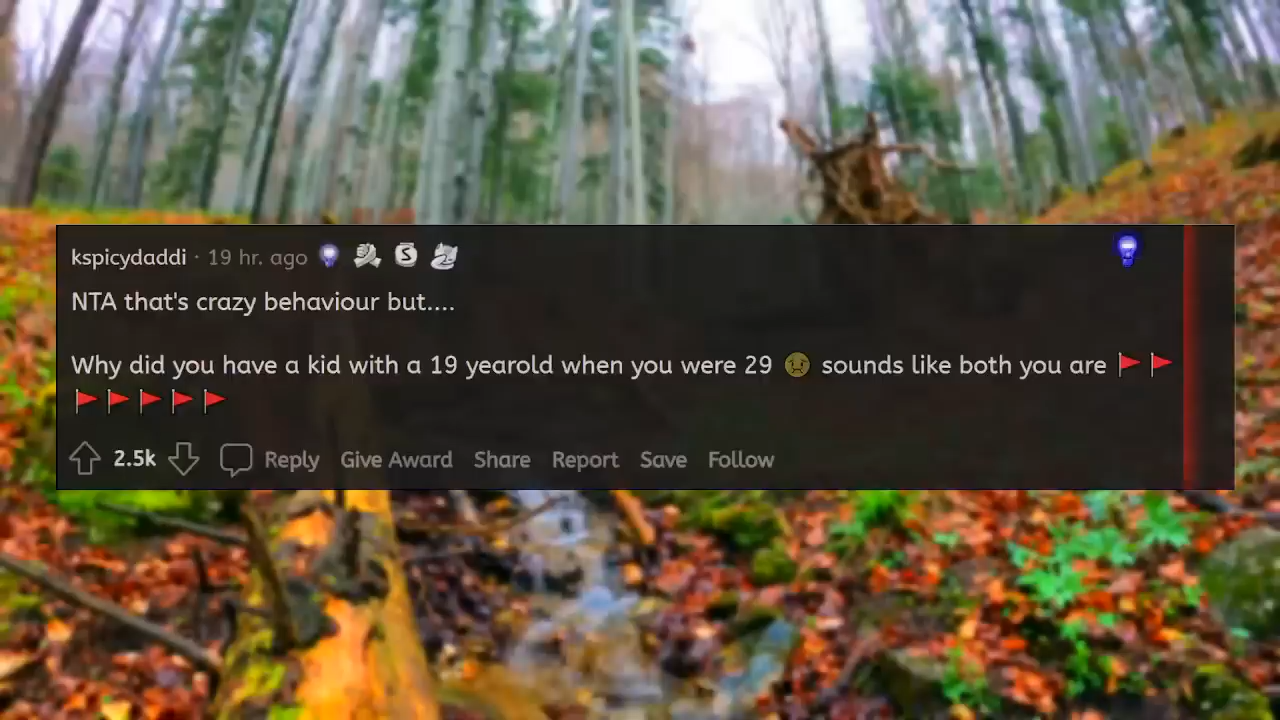 kspicydaddi · 19 hr. ago
NTA that's crazy behaviour but....
Why did you have a kid with a 19 yearold when you were 29 😢 sounds like both you are 🚩 🚩
🚩 🚩 🚩 🚩 🚩
2.5k Reply Give Award Share Report Save Follow